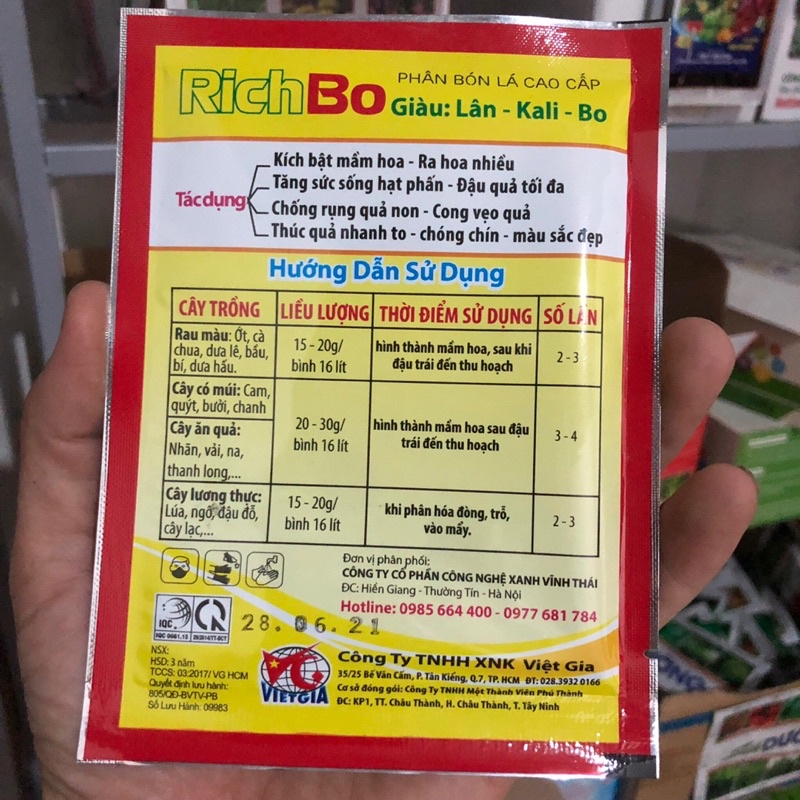 RichBo
PHÂN BÓN LÁ CAO CẤP
Giàu: Lân - Kali - Bo
Tác dụng
Kích bật mầm hoa - Ra hoa nhiều
Tăng sức sống hạt phấn - Đậu quả tối đa
Chống rụng quả non - Cong vẹo quả
Thúc quả nhanh to - chóng chín - màu sắc đẹp
Hướng Dẫn Sử Dụng
CÂY TRỒNG LIỀU LƯỢNG THỜI ĐIỂM SỬ DỤNG SỐ LẦN
Rau màu: Ớt, cà
chua, dưa lê, bầu,
bí, dưa hấu.
15 - 20g/
bình 16 lít
hình thành mầm hoa, sau khi
đậu trái đến thu hoạch
2 - 3
Cây có múi: Cam,
quýt, bưởi, chanh
Cây ăn quả:
Nhãn, vải, na,
thanh long,...
20 - 30g/
bình 16 lít
hình thành mầm hoa sau đậu
trái đến thu hoạch
3 - 4
Cây lương thực:
Lúa, ngô, đậu đỗ,
cây lạc,...
15 - 20g/
bình 16 lít
khi phân hóa đòng, trỗ,
vào mẩy.
2 - 3
Đơn vị phân phối:
CÔNG TY CỔ PHẦN CÔNG NGHỆ XANH VĨNH THÁI
ĐC: Hiền Giang - Thường Tín - Hà Nội
Hotline: 0985 664 400 - 0977 681 784
IQC
IQC 0661.15
28.06.21
NSX:
HSD: 3 năm
TCCS: 03:2017/ VG HCM
Quyết định lưu hành:
805/QĐ-BVTV-PB
Số Lưu Hành: 09983
VG
VIETGIA
Công Ty TNHH XNK Việt Gia
35/25 Bế Văn Cấm, P. Tân Kiểng, Q.7, TP. HCM ĐT: 028.3932 0166
Cơ sở đóng gói: Công Ty TNHH Một Thành Viên Phú Thành
ĐC: KP1, TT. Châu Thành, H. Châu Thành, T. Tây Ninh